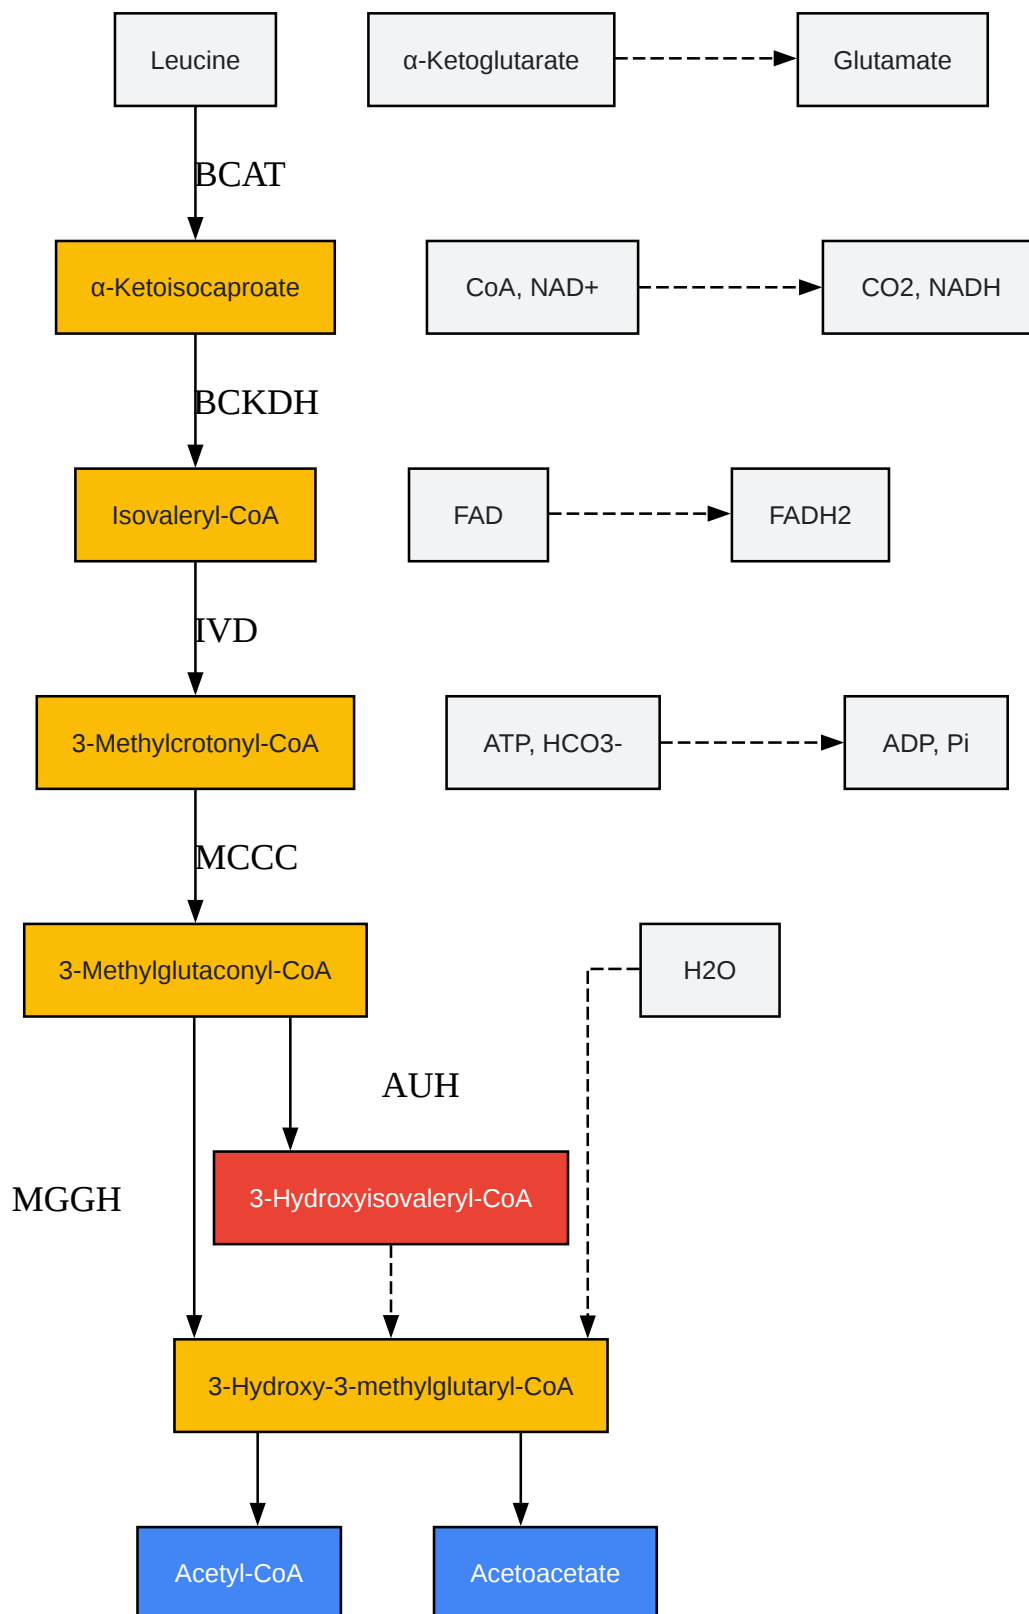 Leucine
α-Ketoglutarate
Glutamate
BCAT
α-Ketoisocaproate
CoA, NAD+
CO2, NADH
BCKDH
Isovaleryl-CoA
FAD
FADH2
IVD
3-Methylcrotonyl-CoA
ATP, HCO3-
ADP, Pi
MCCC
3-Methylglutaconyl-CoA
H2O
AUH
MGGH
3-Hydroxyisovaleryl-CoA
3-Hydroxy-3-methylglutaryl-CoA
Acetyl-CoA
Acetoacetate